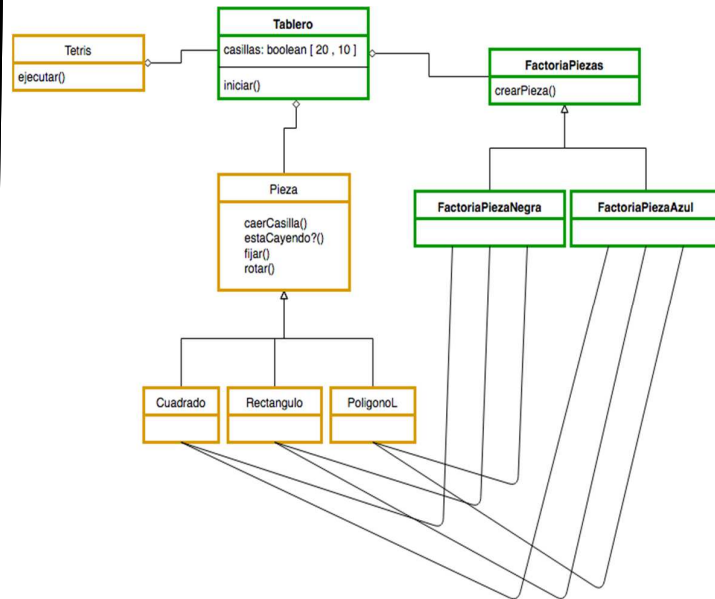 Tetris
ejecutar()
Tablero
casillas: boolean [ 20 , 10 ]
iniciar()
FactoriaPiezas
crearPieza()
Pieza
caerCasilla()
estaCayendo?()
fijar()
rotar()
FactoriaPiezaNegra
FactoriaPiezaAzul
Cuadrado
Rectangulo
PoligonoL